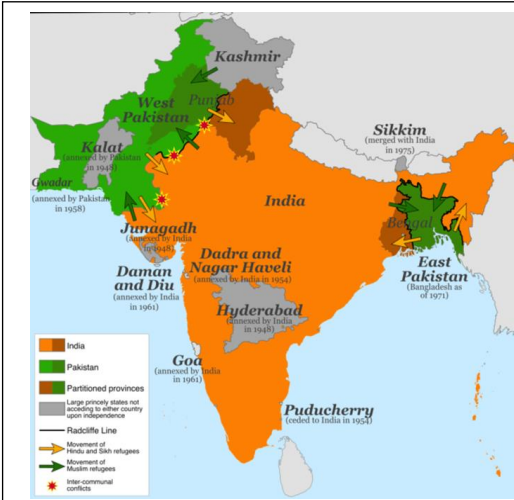 Kashmir
Punjab
West
Pakistan
Kalat
(annexed by Pakistan
in 1948)
Gwadar
(annexed by Pakistan
in 1958)
Sikkim
(merged with India
in 1975)
India
Bengal
Junagadh
(annexed by India
in 1948)
Daman
and Diu
(annexed by India
in 1961)
Dadra and
Nagar Haveli
(annexed by India in 1954)
East
Pakistan
(Bangladesh as
of 1971)
Hyderabad
(annexed by India
in 1948)
Goa
(annexed by India
in 1961)
Puducherry
(ceded to India in 1954)
India
Pakistan
Partitioned provinces
Large princely states not
acceding to either country
upon independence
Radcliffe Line
Movement of
Hindu and Sikh refugees
Movement of
Muslim refugees
Inter-communal
conflicts